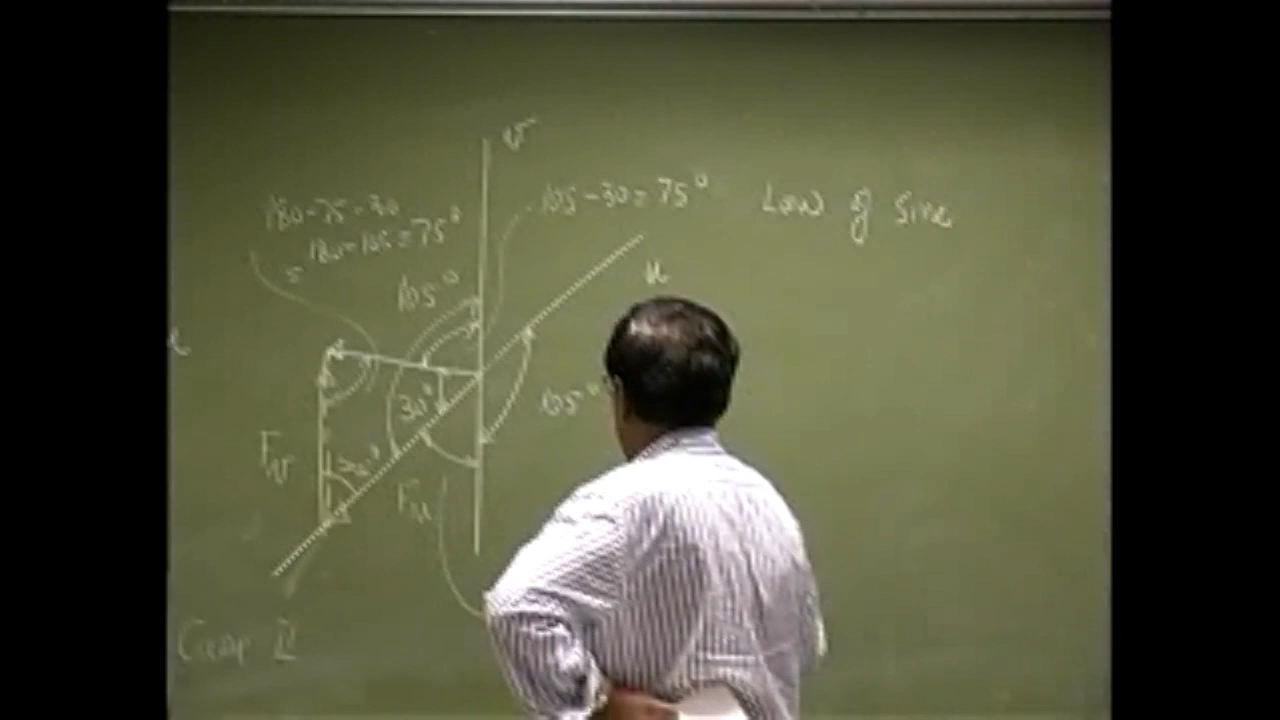 v
105-30=75°
Law of Sine
180-75-30
= 180-105=75°
u
105°
30°
105°
Fv
75°
Fu
Case II